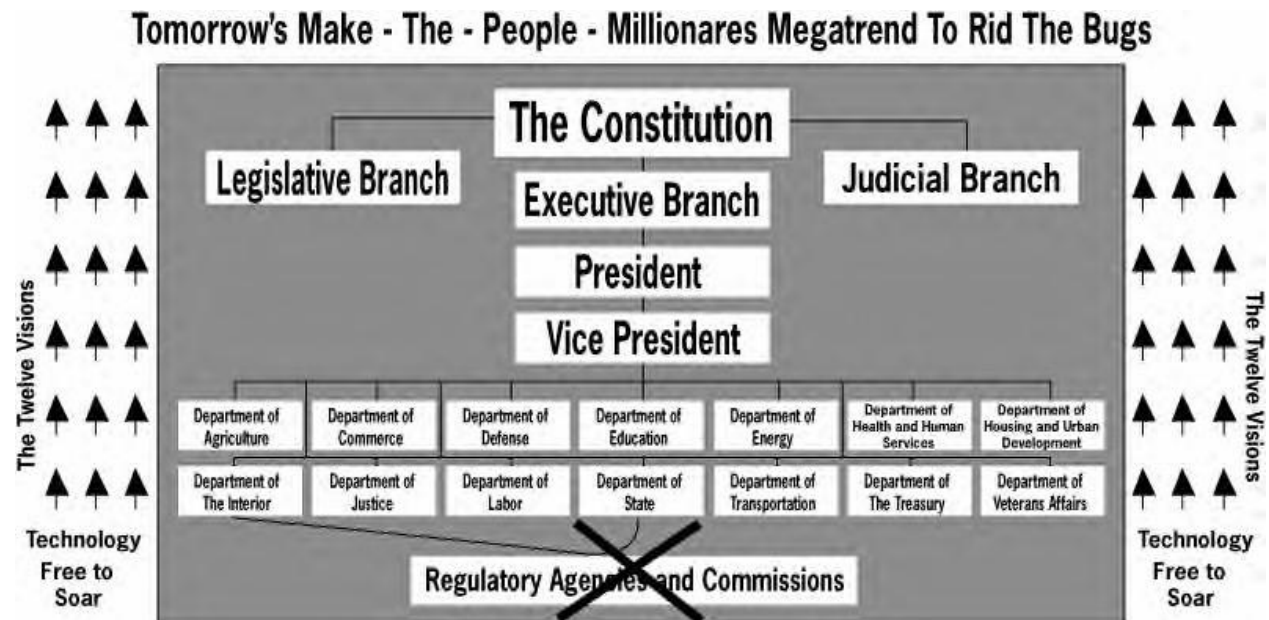 Tomorrow's Make - The - People - Millionares Megatrend To Rid The Bugs
The Constitution
Legislative Branch
Judicial Branch
Executive Branch
President
Vice President
Department of
Agriculture
Department of
Commerce
Department of
Defense
Department of
Education
Department of
Energy
Department of
Health and Human
Services
Department of
Housing and Urban
Development
Department of
The Interior
Department of
Justice
Department of
Labor
Department of
State
Department of
Transportation
Department of
The Treasury
Department of
Veterans Affairs
Regulatory Agencies and Commissions
The Twelve Visions
Technology
Free to
Soar
The Twelve Visions
Technology
Free to
Soar